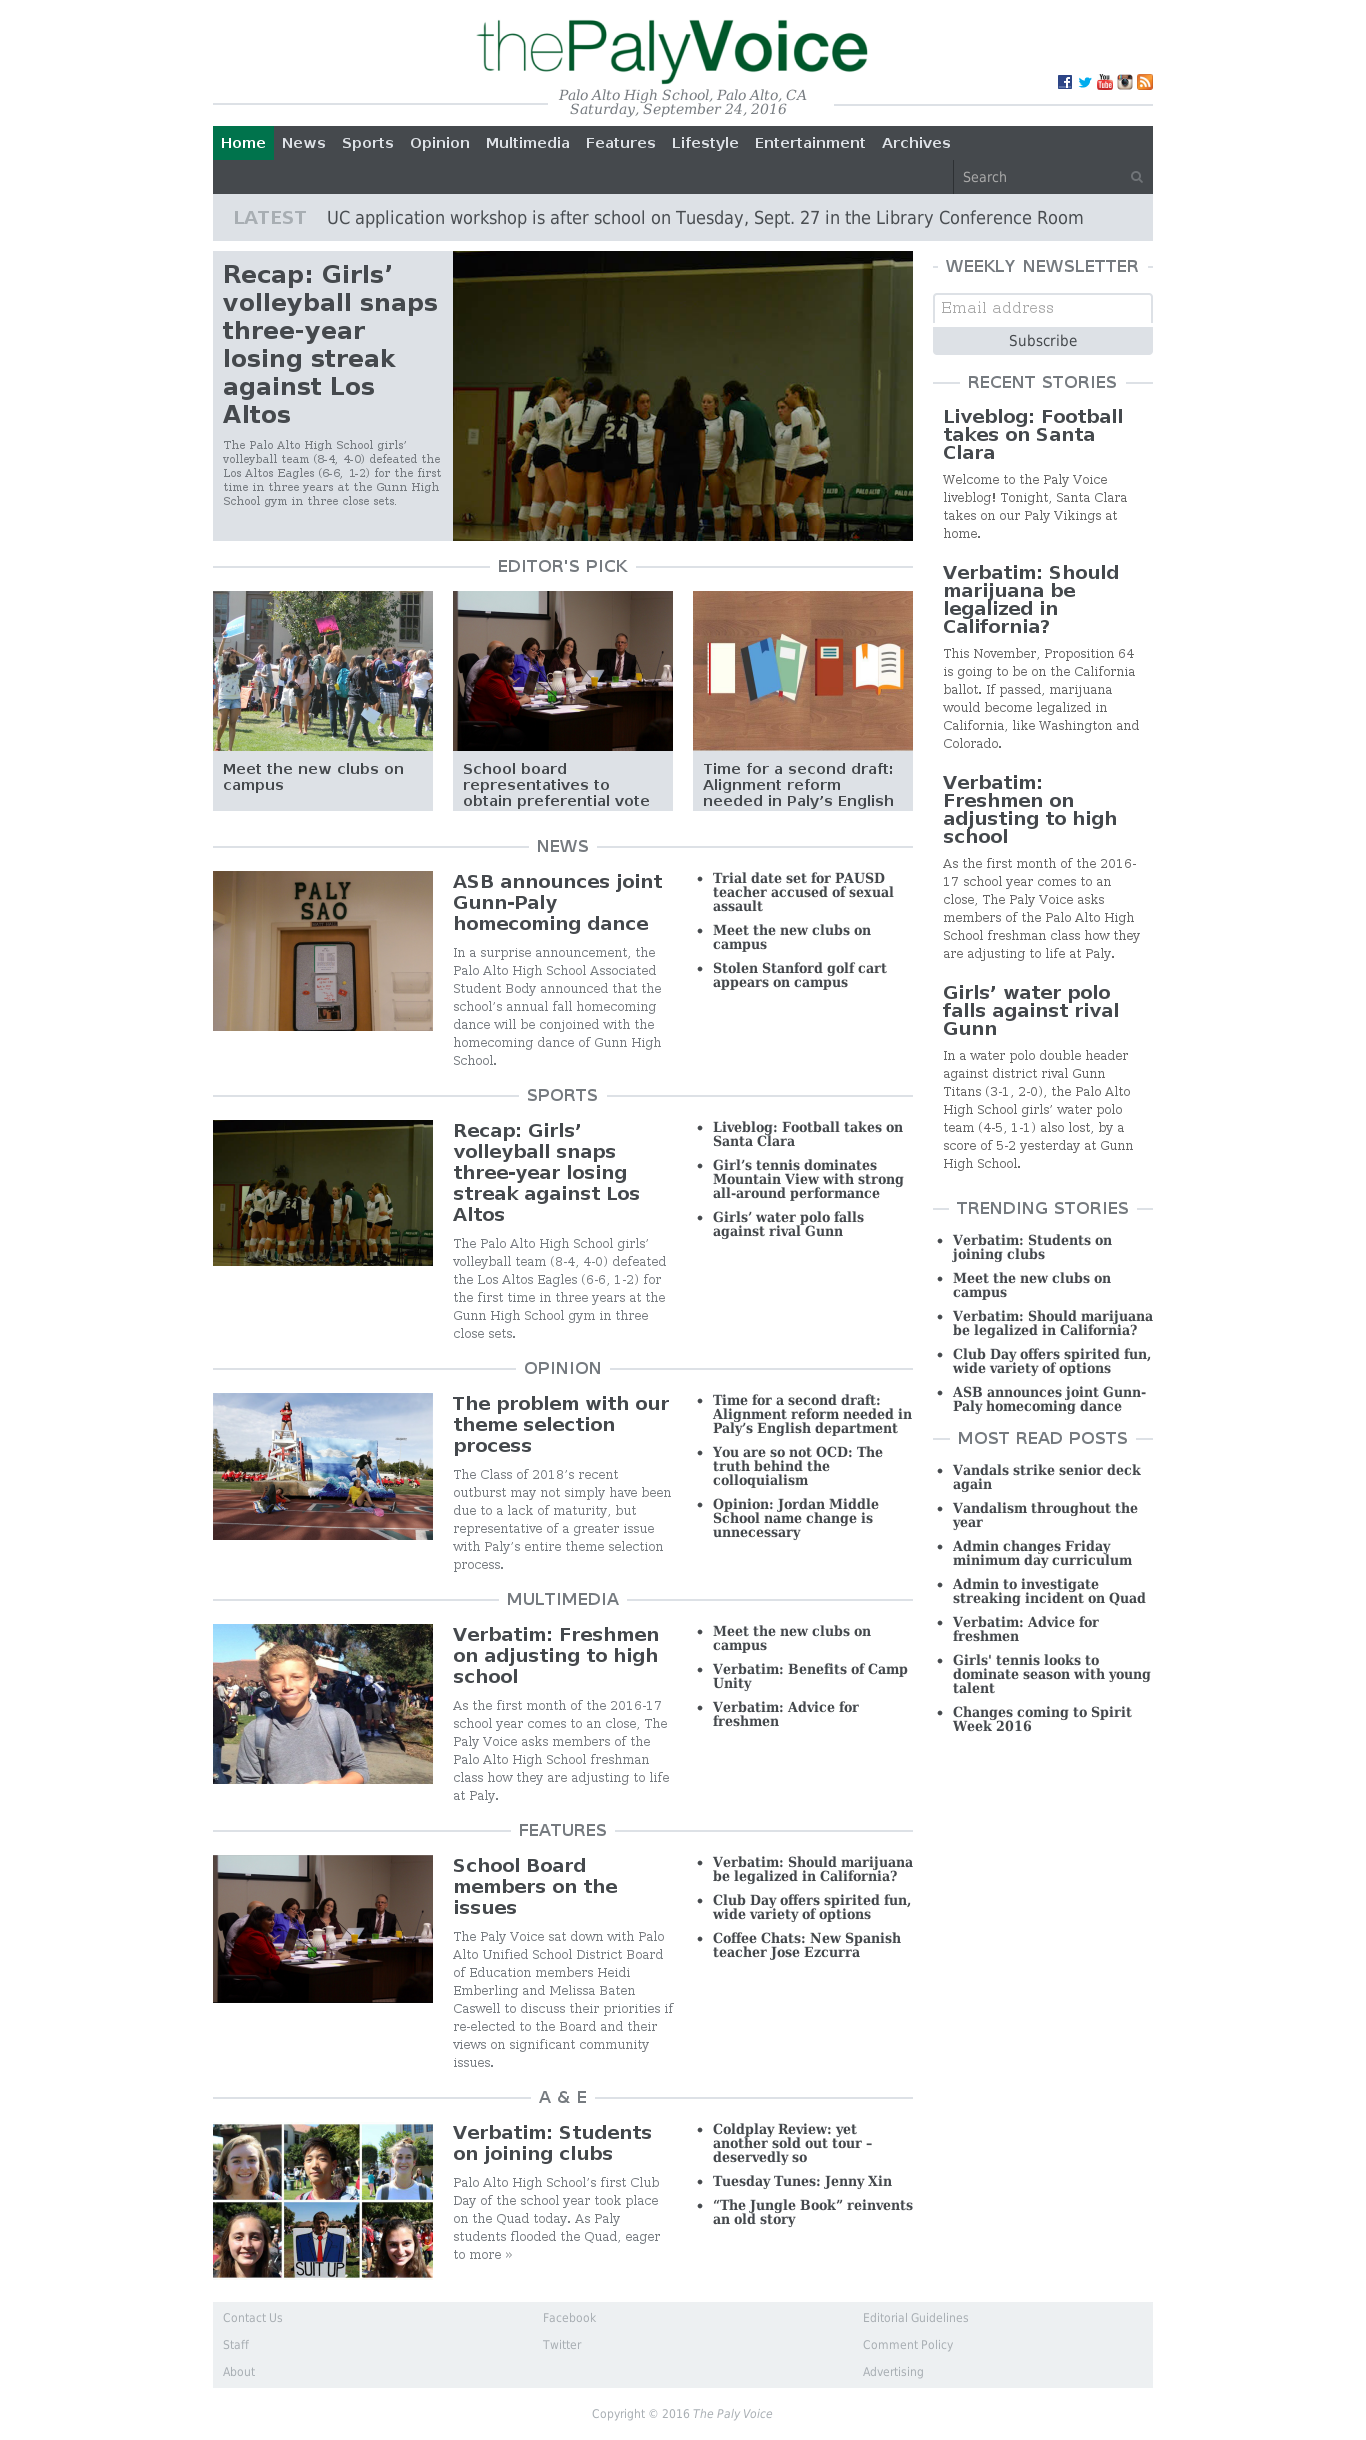 thePalyVoice
Palo Alto High School, Palo Alto, CA
Saturday, September 24, 2016
Home News Sports Opinion Multimedia Features Lifestyle Entertainment Archives
Search
LATEST UC application workshop is after school on Tuesday, Sept. 27 in the Library Conference Room
Recap: Girls’
volleyball snaps
three-year
losing streak
against Los
Altos
The Palo Alto High School girls’
volleyball team (8-4, 4-0) defeated the
Los Altos Eagles (6-6, 1-2) for the first
time in three years at the Gunn High
School gym in three close sets.
24
PALO ALTO
EDITOR'S PICK
Meet the new clubs on
campus
School board
representatives to
obtain preferential vote
Time for a second draft:
Alignment reform
needed in Paly’s English
NEWS
PALY
SAO
ASB announces joint
Gunn-Paly
homecoming dance
In a surprise announcement, the
Palo Alto High School Associated
Student Body announced that the
school’s annual fall homecoming
dance will be conjoined with the
homecoming dance of Gunn High
School.
• Trial date set for PAUSD
teacher accused of sexual
assault
• Meet the new clubs on
campus
• Stolen Stanford golf cart
appears on campus
SPORTS
24
Recap: Girls’
volleyball snaps
three-year losing
streak against Los
Altos
The Palo Alto High School girls’
volleyball team (8-4, 4-0) defeated
the Los Altos Eagles (6-6, 1-2) for
the first time in three years at the
Gunn High School gym in three
close sets.
• Liveblog: Football takes on
Santa Clara
• Girl’s tennis dominates
Mountain View with strong
all-around performance
• Girls’ water polo falls
against rival Gunn
OPINION
The problem with our
theme selection
process
The Class of 2018’s recent
outburst may not simply have been
due to a lack of maturity, but
representative of a greater issue
with Paly’s entire theme selection
process.
• Time for a second draft:
Alignment reform needed in
Paly’s English department
• You are so not OCD: The
truth behind the
colloquialism
• Opinion: Jordan Middle
School name change is
unnecessary
MULTIMEDIA
Verbatim: Freshmen
on adjusting to high
school
As the first month of the 2016-17
school year comes to an close, The
Paly Voice asks members of the
Palo Alto High School freshman
class how they are adjusting to life
at Paly.
• Meet the new clubs on
campus
• Verbatim: Benefits of Camp
Unity
• Verbatim: Advice for
freshmen
FEATURES
School Board
members on the
issues
The Paly Voice sat down with Palo
Alto Unified School District Board
of Education members Heidi
Emberling and Melissa Baten
Caswell to discuss their priorities if
re-elected to the Board and their
views on significant community
issues.
• Verbatim: Should marijuana
be legalized in California?
• Club Day offers spirited fun,
wide variety of options
• Coffee Chats: New Spanish
teacher Jose Ezcurra
A & E
SUIT UP
Verbatim: Students
on joining clubs
Palo Alto High School’s first Club
Day of the school year took place
on the Quad today. As Paly
students flooded the Quad, eager
to more »
• Coldplay Review: yet
another sold out tour –
deservedly so
• Tuesday Tunes: Jenny Xin
• “The Jungle Book” reinvents
an old story
WEEKLY NEWSLETTER
Email address
Subscribe
RECENT STORIES
Liveblog: Football
takes on Santa
Clara
Welcome to the Paly Voice
liveblog! Tonight, Santa Clara
takes on our Paly Vikings at
home.
Verbatim: Should
marijuana be
legalized in
California?
This November, Proposition 64
is going to be on the California
ballot. If passed, marijuana
would become legalized in
California, like Washington and
Colorado.
Verbatim:
Freshmen on
adjusting to high
school
As the first month of the 2016-
17 school year comes to an
close, The Paly Voice asks
members of the Palo Alto High
School freshman class how they
are adjusting to life at Paly.
Girls’ water polo
falls against rival
Gunn
In a water polo double header
against district rival Gunn
Titans (3-1, 2-0), the Palo Alto
High School girls’ water polo
team (4-5, 1-1) also lost, by a
score of 5-2 yesterday at Gunn
High School.
TRENDING STORIES
• Verbatim: Students on
joining clubs
• Meet the new clubs on
campus
• Verbatim: Should marijuana
be legalized in California?
• Club Day offers spirited fun,
wide variety of options
• ASB announces joint Gunn-
Paly homecoming dance
MOST READ POSTS
• Vandals strike senior deck
again
• Vandalism throughout the
year
• Admin changes Friday
minimum day curriculum
• Admin to investigate
streaking incident on Quad
• Verbatim: Advice for
freshmen
• Girls' tennis looks to
dominate season with young
talent
• Changes coming to Spirit
Week 2016
Contact Us Facebook Editorial Guidelines
Staff Twitter Comment Policy
About Advertising
Copyright © 2016 The Paly Voice